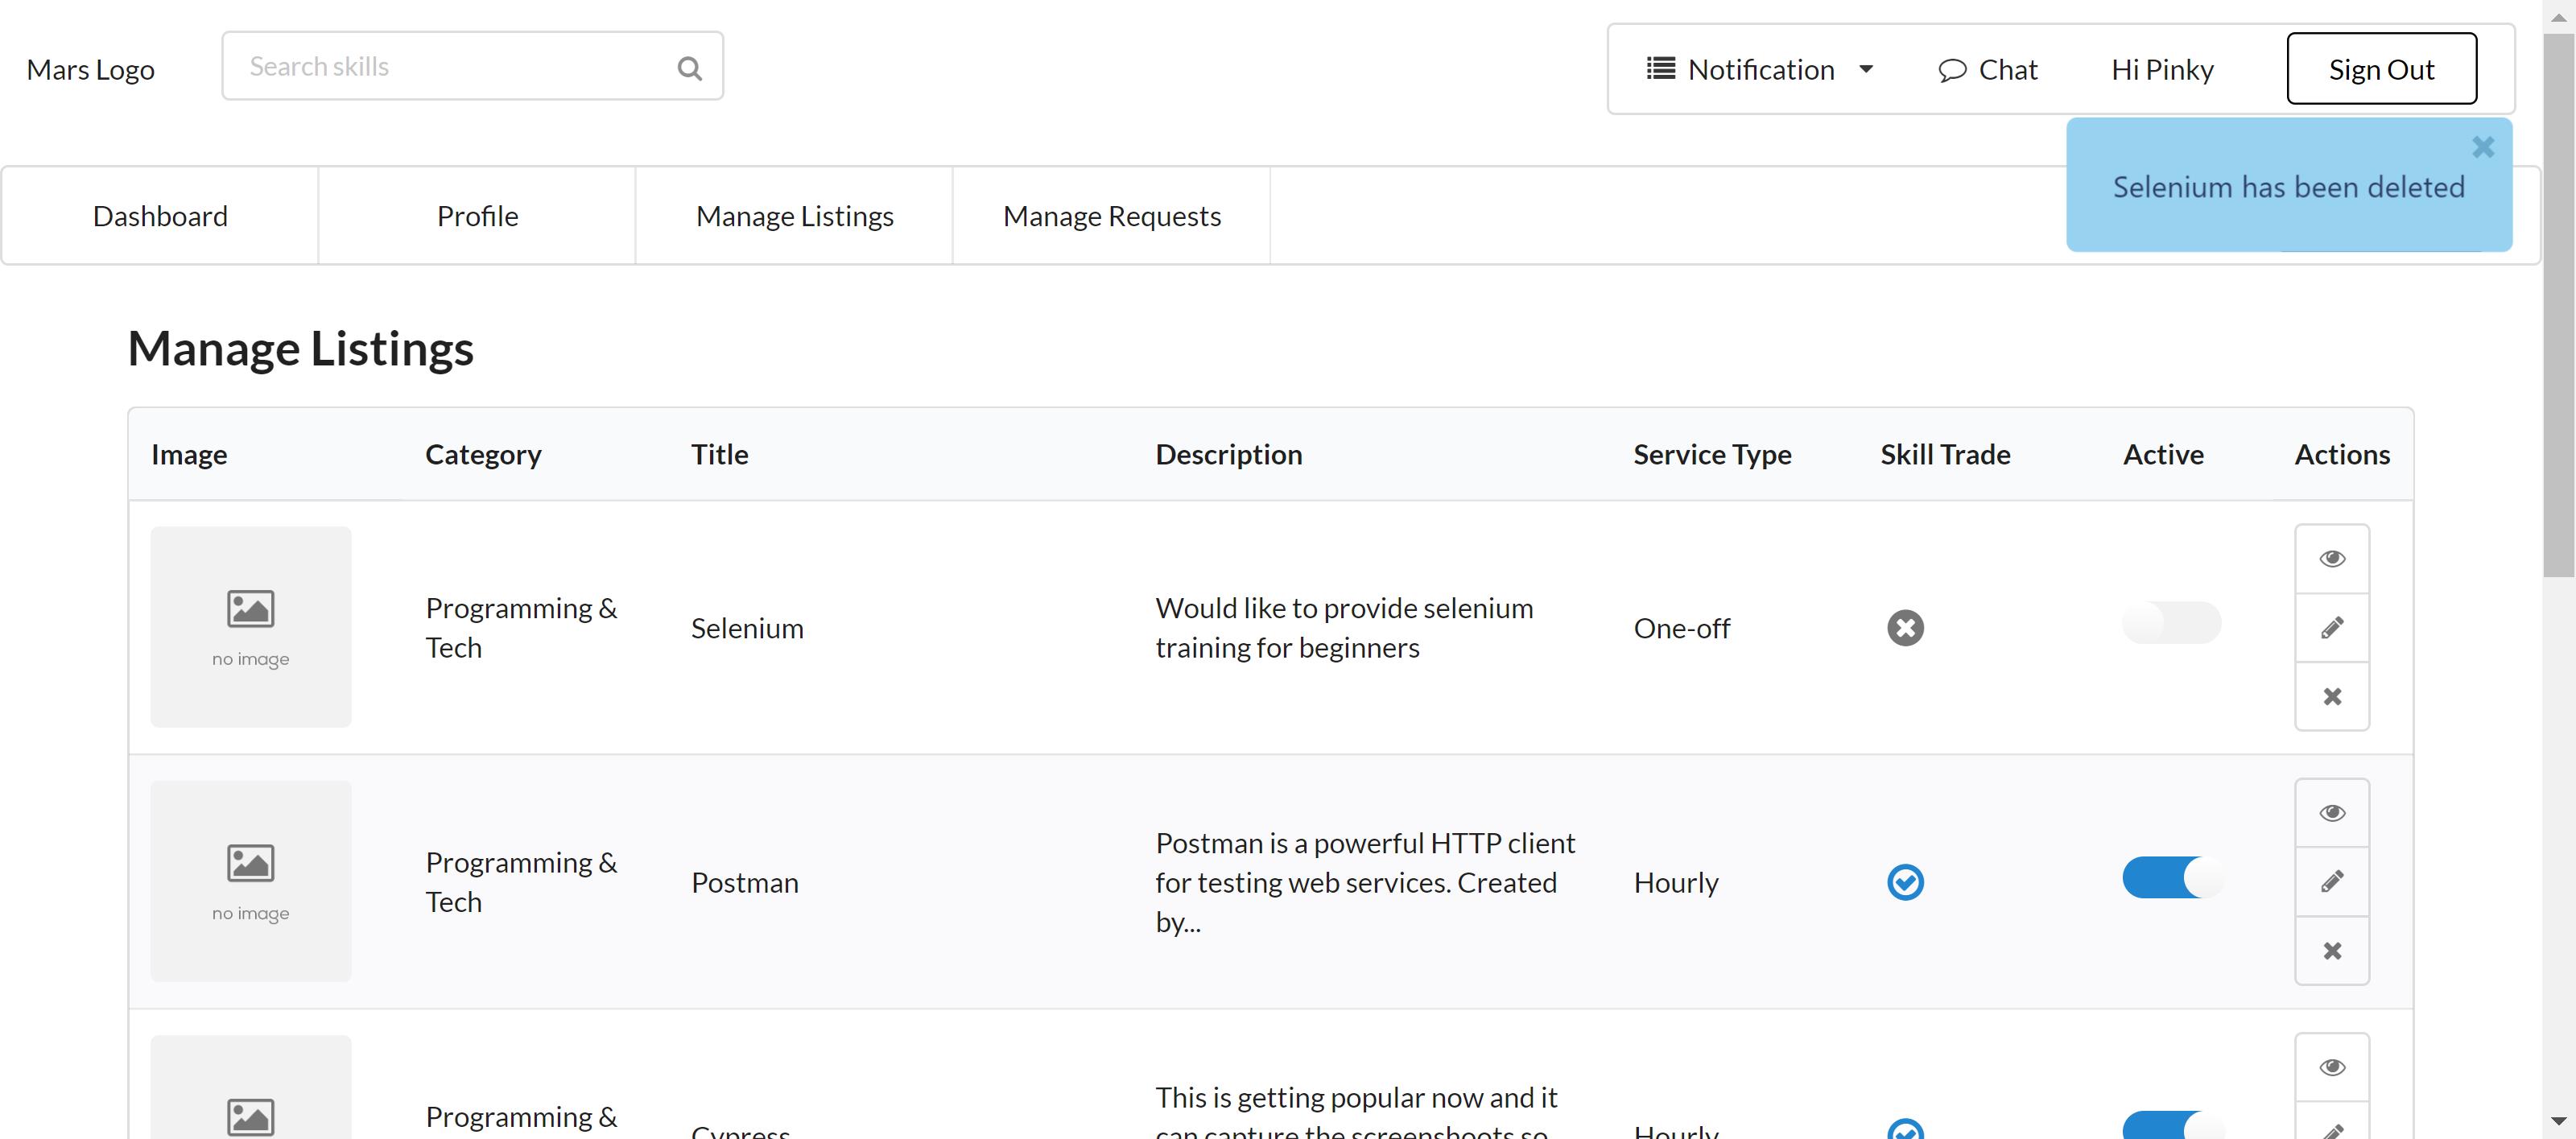 Mars Logo
Search skills
Notification
Chat
Hi Pinky
Sign Out
Selenium has been deleted
Dashboard
Profile
Manage Listings
Manage Requests
Manage Listings
Image
Category
Title
Description
Service Type
Skill Trade
Active
Actions
no image
Programming &
Tech
Selenium
Would like to provide selenium
training for beginners
One-off
no image
Programming &
Tech
Postman
Postman is a powerful HTTP client
for testing web services. Created
by...
Hourly
Programming &
Cypress
This is getting popular now and it
can capture the screenshoots so
Hourly